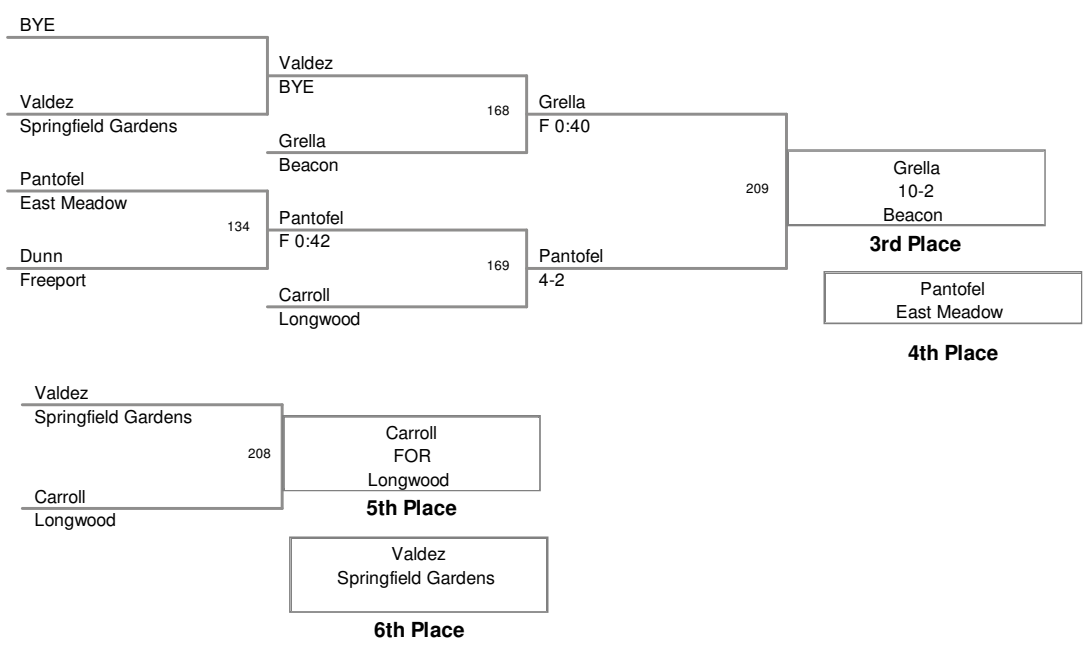 BYE
Valdez
BYE
Valdez
Springfield Gardens
168
Grella
F 0:40
Grella
Beacon
Pantofel
East Meadow
134
Pantofel
F 0:42
Dunn
Freeport
169
Pantofel
4-2
Carroll
Longwood
209
Grella
10-2
Beacon
3rd Place
Pantofel
East Meadow
4th Place
Valdez
Springfield Gardens
208
Carroll
Longwood
Carroll
FOR
Longwood
5th Place
Valdez
Springfield Gardens
6th Place